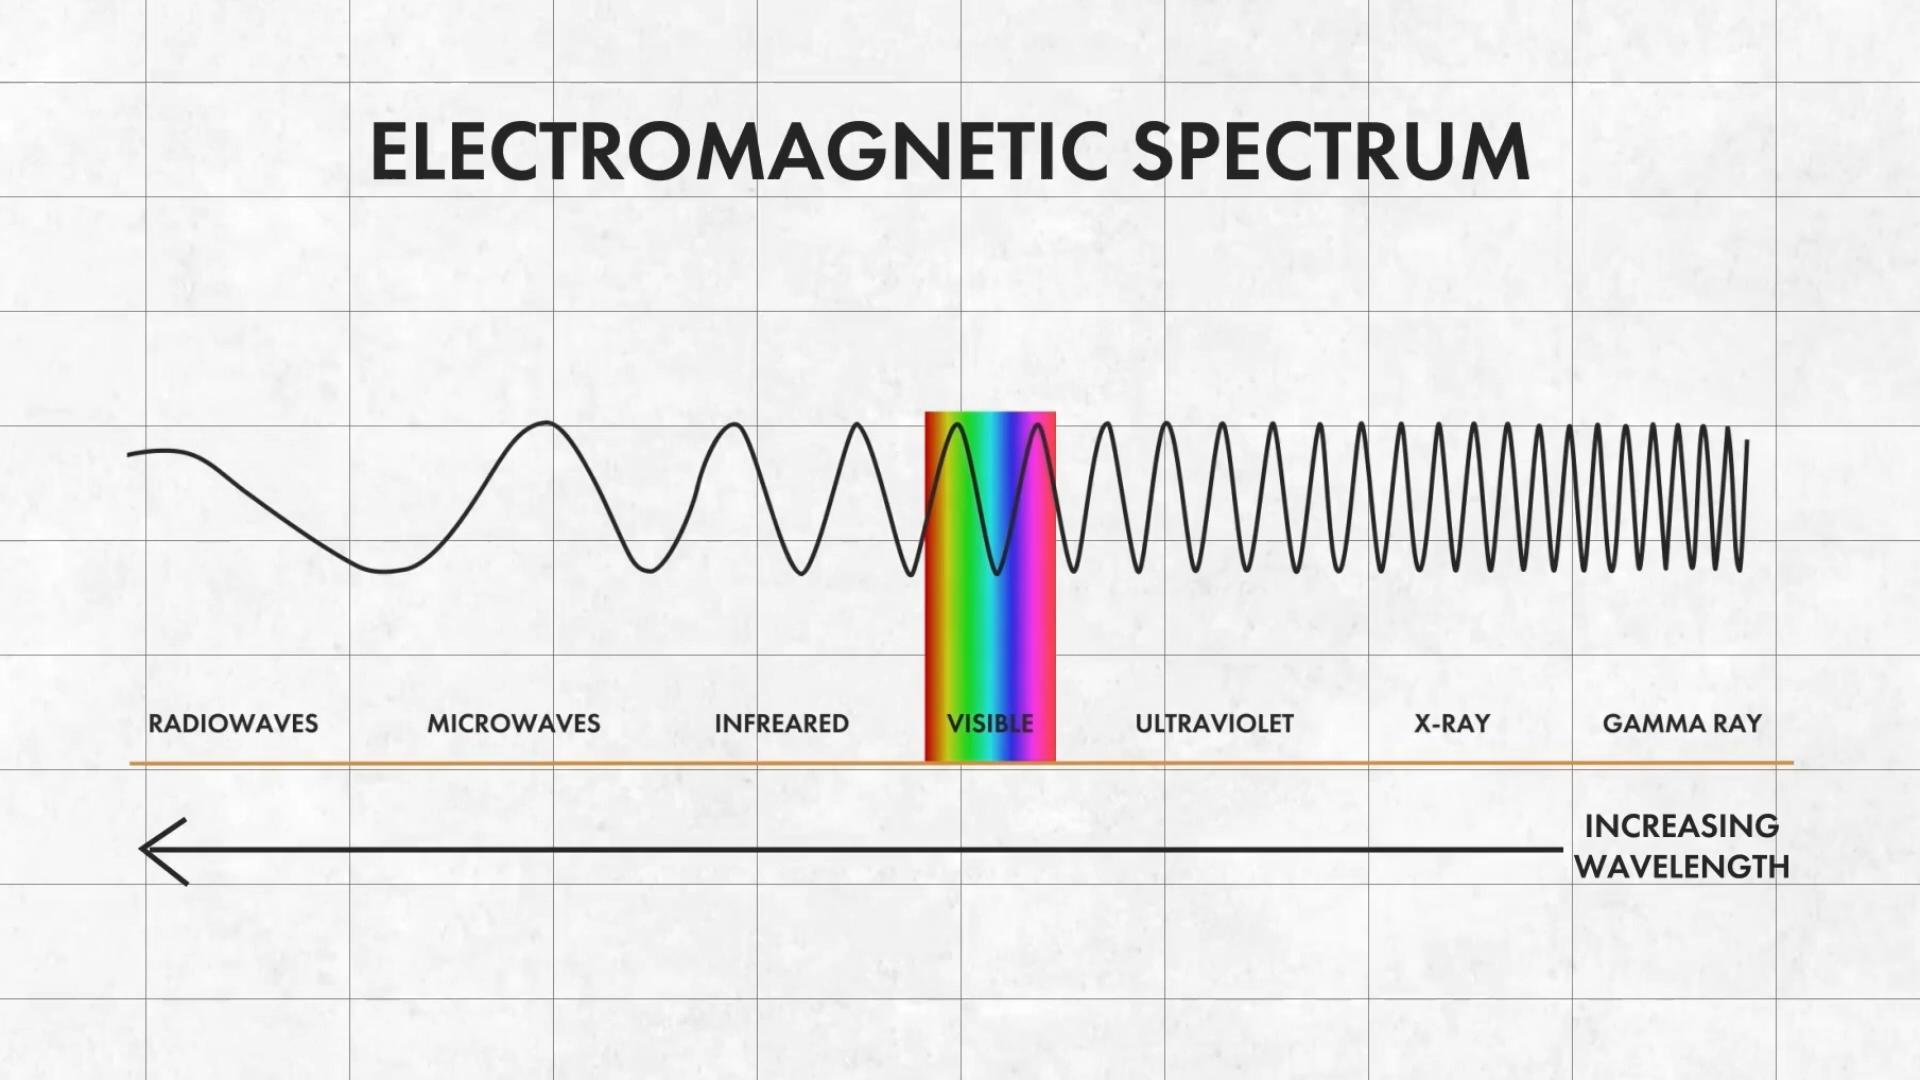 ELECTROMAGNETIC SPECTRUM
RADIOWAVES MICROWAVES INFREARED VISIBLE ULTRAVIOLET X-RAY GAMMA RAY
INCREASING
WAVELENGTH